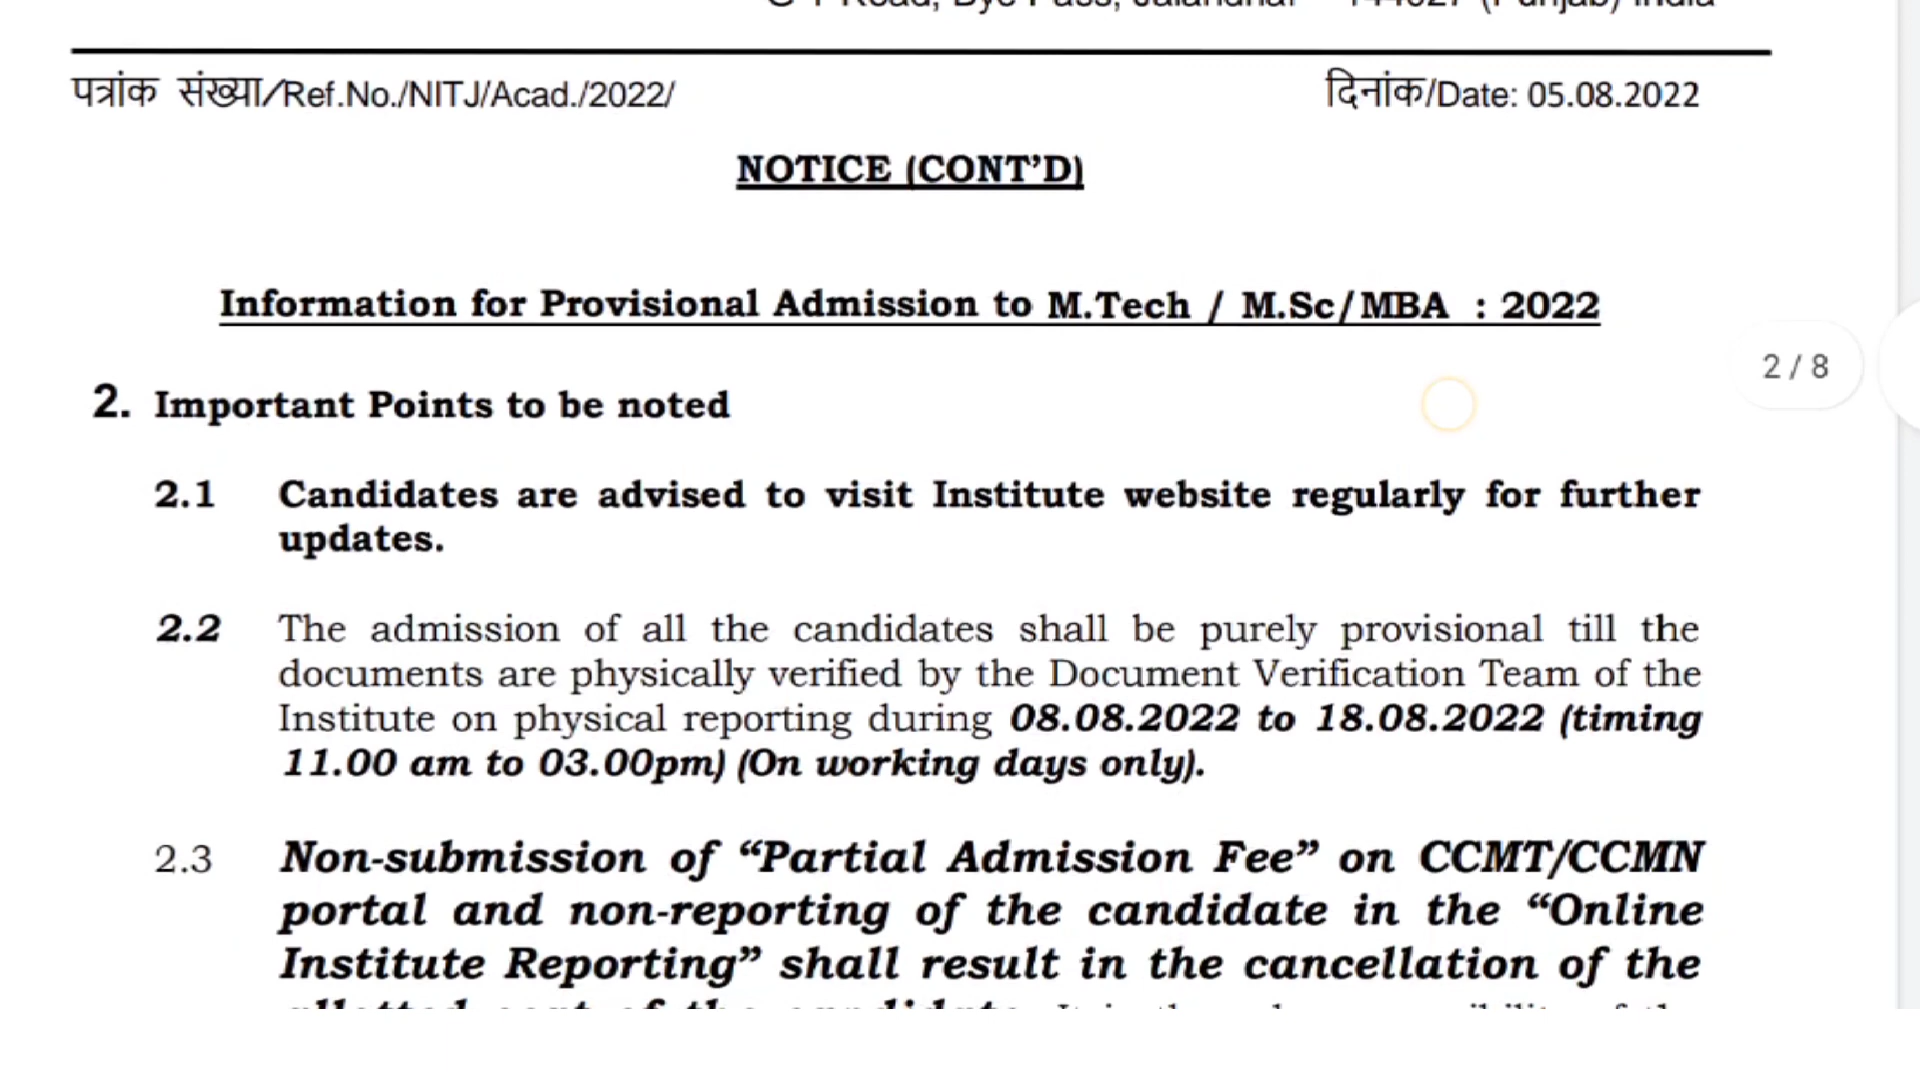 पत्रांक संख्या/Ref.No./NITJ/Acad./2022/ दिनांक/Date: 05.08.2022
NOTICE (CONT’D)
Information for Provisional Admission to M.Tech / M.Sc/MBA : 2022
2 / 8
2. Important Points to be noted
2.1 Candidates are advised to visit Institute website regularly for further
updates.
2.2 The admission of all the candidates shall be purely provisional till the
documents are physically verified by the Document Verification Team of the
Institute on physical reporting during 08.08.2022 to 18.08.2022 (timing
11.00 am to 03.00pm) (On working days only).
2.3 Non-submission of “Partial Admission Fee” on CCMT/CCMN
portal and non-reporting of the candidate in the “Online
Institute Reporting” shall result in the cancellation of the